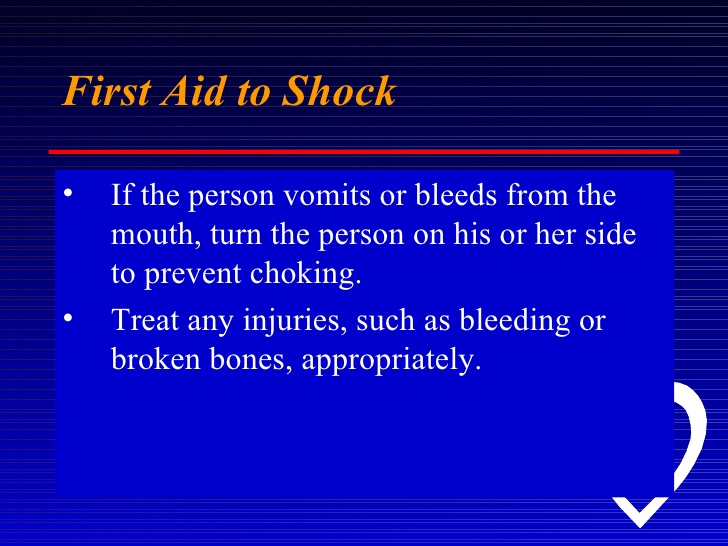 First Aid to Shock
• If the person vomits or bleeds from the
mouth, turn the person on his or her side
to prevent choking.
• Treat any injuries, such as bleeding or
broken bones, appropriately.